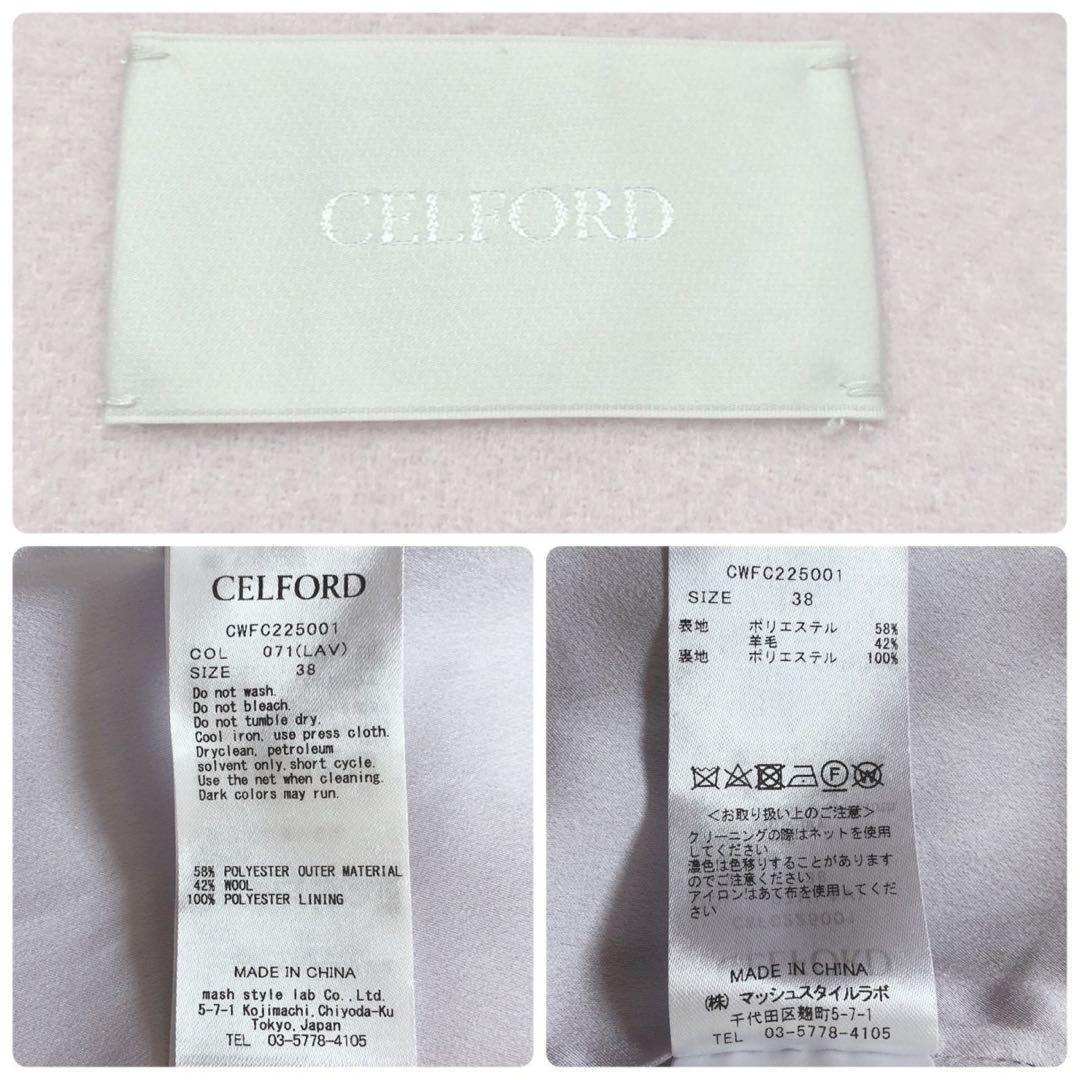 CELFORD
CELFORD
CWFC225001
COL 071(LAV)
SIZE 38
Do not wash.
Do not bleach.
Do not tumble dry.
Cool iron, use press cloth.
Dryclean, petroleum
solvent only,short cycle.
Use the net when cleaning.
Dark colors may run.
58% POLYESTER OUTER MATERIAL
42% WOOL
100% POLYESTER LINING
MADE IN CHINA
mash style lab Co.,Ltd.
5-7-1 Kojimachi,Chiyoda-Ku
Tokyo,Japan
TEL 03-5778-4105
CWFC225001
SIZE 38
表地 ポリエステル 58%
羊毛 42%
裏地 ポリエステル 100%
F W
＜お取り扱い上のご注意＞
クリーニングの際はネットを使用
してください
濃色は色移りすることがあります
のでご注意ください
アイロンはあて布を使用してくだ
さい
MADE IN CHINA
(株) マッシュスタイルラボ
千代田区麹町5-7-1
TEL 03-5778-4105